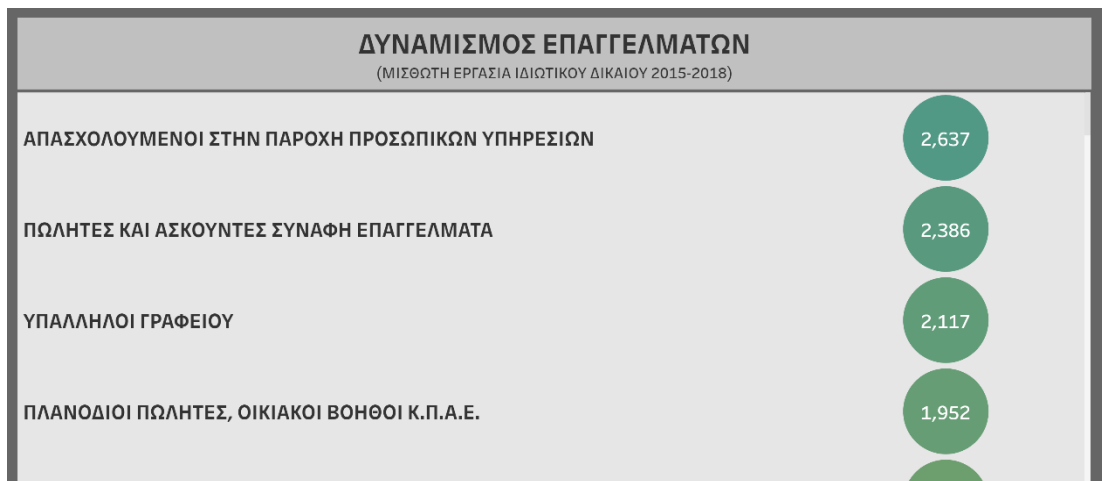 ΔΥΝΑΜΙΣΜΟΣ ΕΠΑΓΓΕΛΜΑΤΩΝ
(ΜΙΣΘΩΤΗ ΕΡΓΑΣΙΑ ΙΔΙΩΤΙΚΟΥ ΔΙΚΑΙΟΥ 2015-2018)
ΑΠΑΣΧΟΛΟΥΜΕΝΟΙ ΣΤΗΝ ΠΑΡΟΧΗ ΠΡΟΣΩΠΙΚΩΝ ΥΠΗΡΕΣΙΩΝ 2,637
ΠΩΛΗΤΕΣ ΚΑΙ ΑΣΚΟΥΝΤΕΣ ΣΥΝΑΦΗ ΕΠΑΓΓΕΛΜΑΤΑ 2,386
ΥΠΑΛΛΗΛΟΙ ΓΡΑΦΕΙΟΥ 2,117
ΠΛΑΝΟΔΙΟΙ ΠΩΛΗΤΕΣ, ΟΙΚΙΑΚΟΙ ΒΟΗΘΟΙ Κ.Π.Α.Ε. 1,952